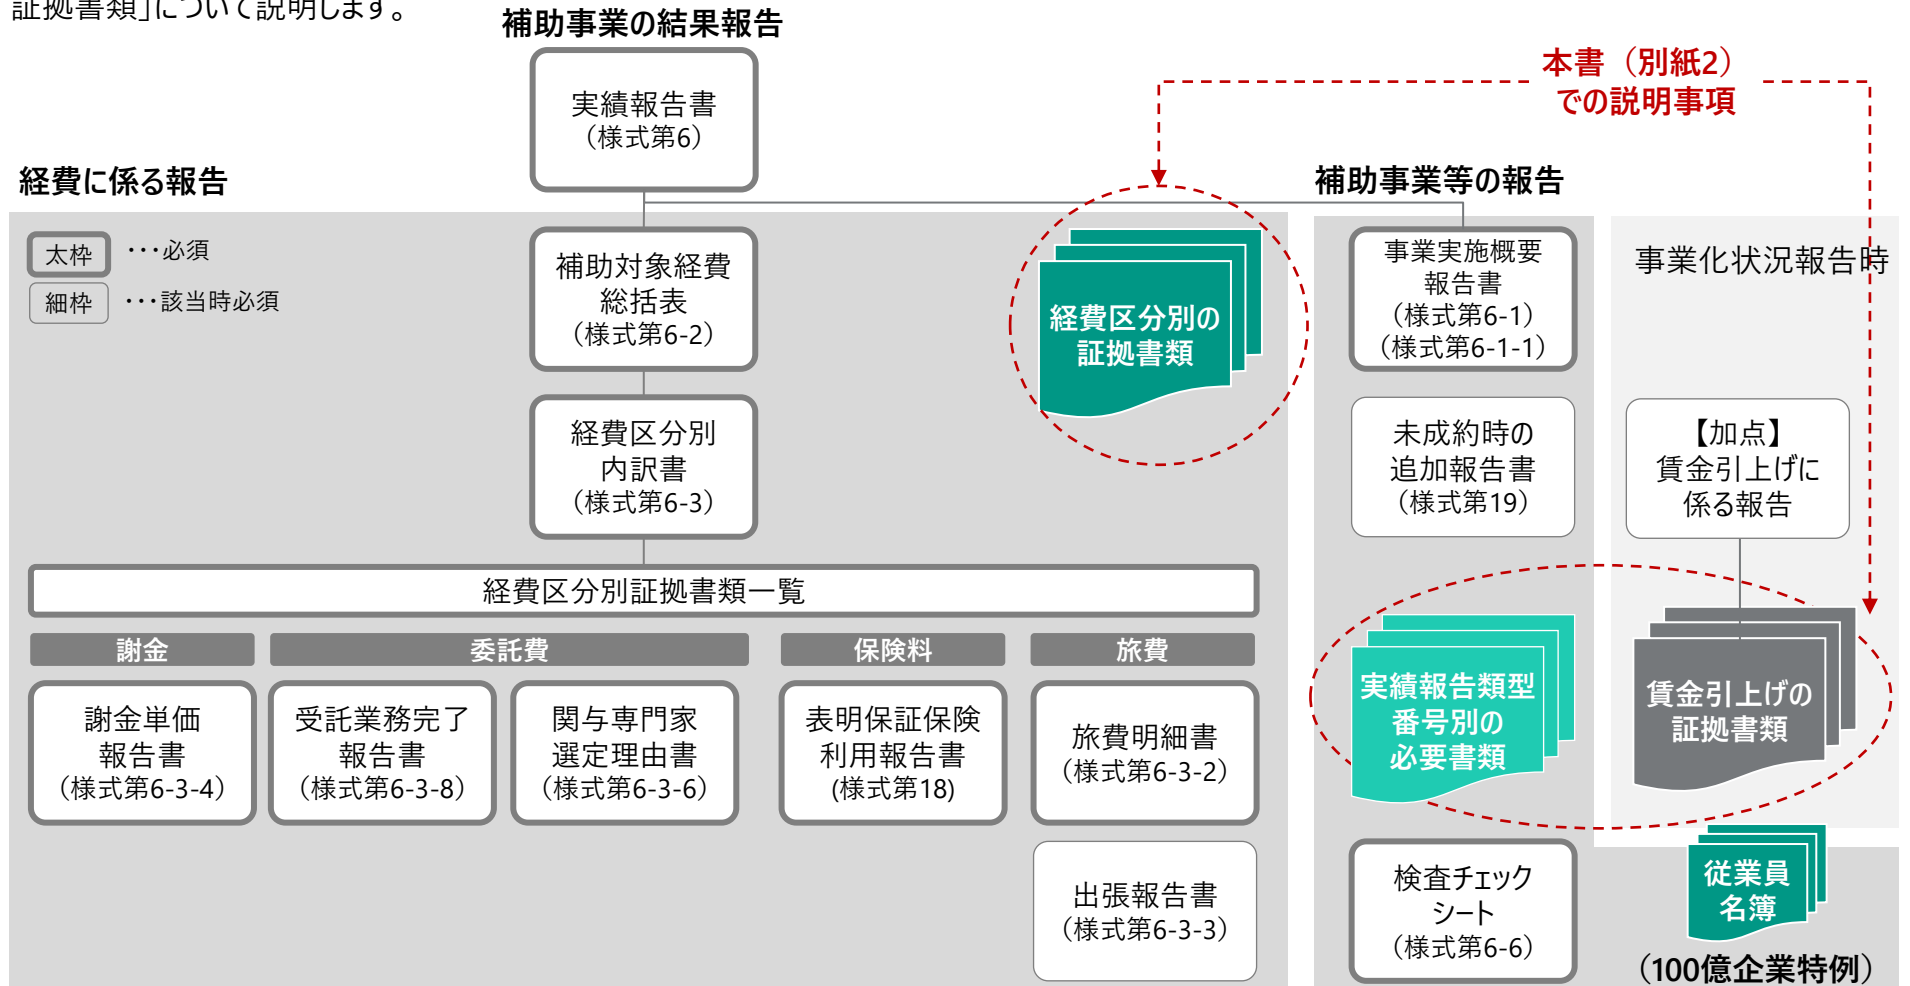 証拠書類」について説明します。
補助事業の結果報告
実績報告書
（様式第6）
本書（別紙2）
での説明事項
経費に係る報告
補助事業等の報告
太枠
･･･必須
細枠
･･･該当時必須
補助対象経費
総括表
（様式第6-2）
経費区分別の
証拠書類
事業実施概要
報告書
（様式第6-1）
（様式第6-1-1）
事業化状況報告時
経費区分別
内訳書
（様式第6-3）
未成約時の
追加報告書
（様式第19）
【加点】
賃金引上げに
係る報告
経費区分別証拠書類一覧
謝金
委託費
保険料
旅費
謝金単価
報告書
（様式第6-3-4）
受託業務完了
報告書
（様式第6-3-8）
関与専門家
選定理由書
（様式第6-3-6）
表明保証保険
利用報告書
(様式第18)
旅費明細書
（様式第6-3-2）
実績報告類型
番号別の
必要書類
賃金引上げの
証拠書類
出張報告書
（様式第6-3-3）
検査チェック
シート
（様式第6-6）
従業員
名簿
（100億企業特例）